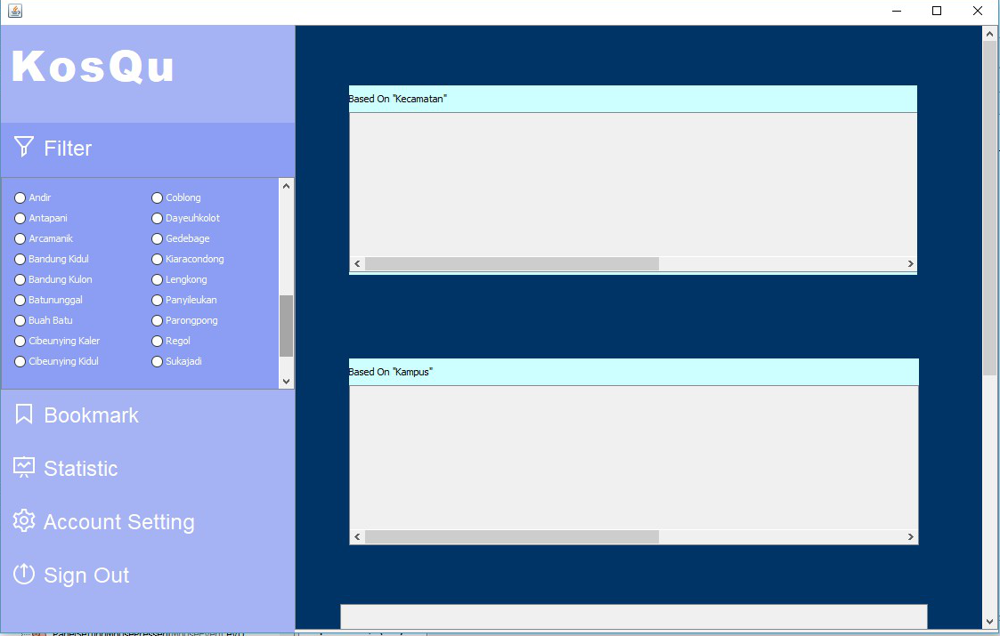 KosQu
Filter
Andir
Coblong
Antapani
Dayeuhkolot
Arcamanik
Gedebage
Bandung Kidul
Kiaracondong
Bandung Kulon
Lengkong
Batununggal
Panyileukan
Buah Batu
Parongpong
Cibeunying Kaler
Regol
Cibeunying Kidul
Sukajadi
Bookmark
Statistic
Account Setting
Sign Out
Based On "Kecamatan"
Based On "Kampus"